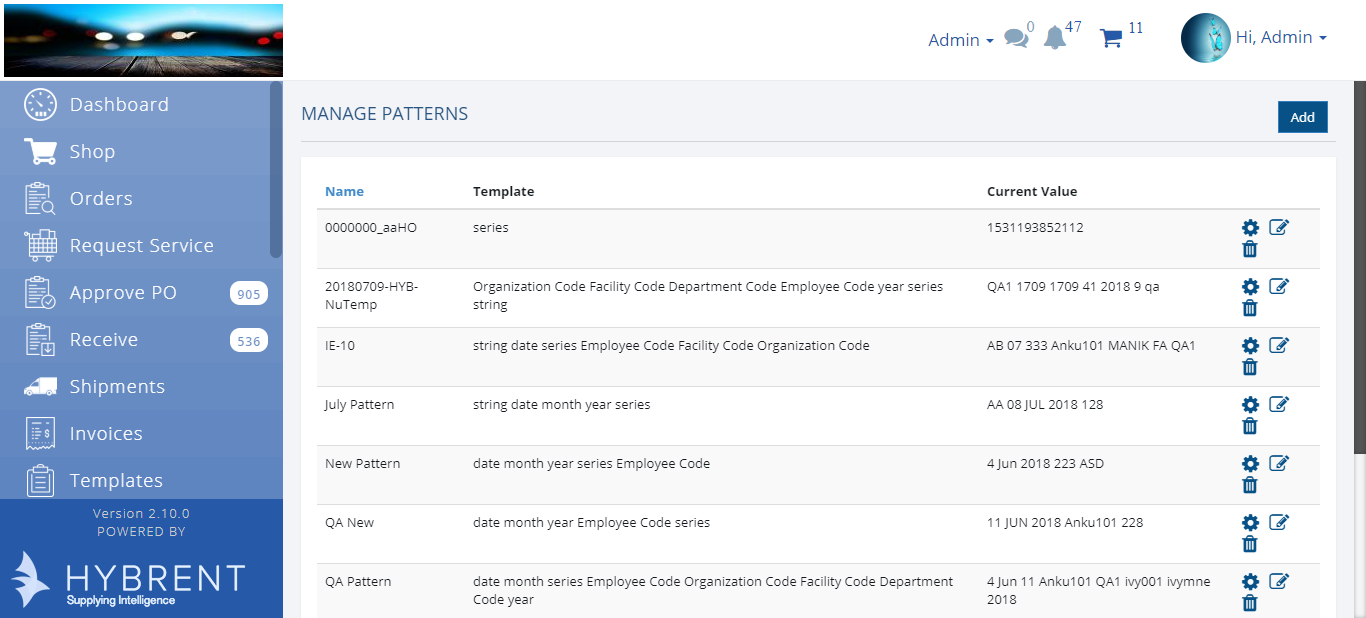 Admin 0 47 11 Hi, Admin
Dashboard
Shop
Orders
Request Service
Approve PO 905
Receive 536
Shipments
Invoices
Templates
Version 2.10.0
POWERED BY
HYBRENT
Supplying Intelligence
MANAGE PATTERNS
Add
Name Template Current Value
0000000_aaHO series 1531193852112
20180709-HYB- Organization Code Facility Code Department Code Employee Code year series QA1 1709 1709 41 2018 9 qa
NuTemp string
IE-10 string date series Employee Code Facility Code Organization Code AB 07 333 Anku101 MANIK FA QA1
July Pattern string date month year series AA 08 JUL 2018 128
New Pattern date month year series Employee Code 4 Jun 2018 223 ASD
QA New date month year Employee Code series 11 JUN 2018 Anku101 228
QA Pattern date month series Employee Code Organization Code Facility Code Department 4 Jun 11 Anku101 QA1 ivy001 ivymne
Code year 2018